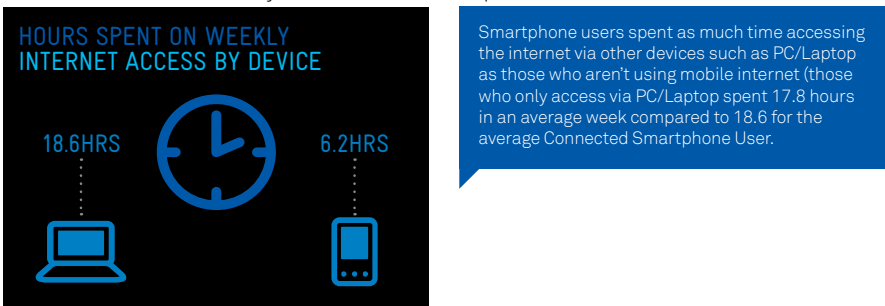 HOURS SPENT ON WEEKLY
INTERNET ACCESS BY DEVICE
18.6HRS
6.2HRS
Smartphone users spent as much time accessing
the internet via other devices such as PC/Laptop
as those who aren't using mobile internet (those
who only access via PC/Laptop spent 17.8 hours
in an average week compared to 18.6 for the
average Connected Smartphone User.